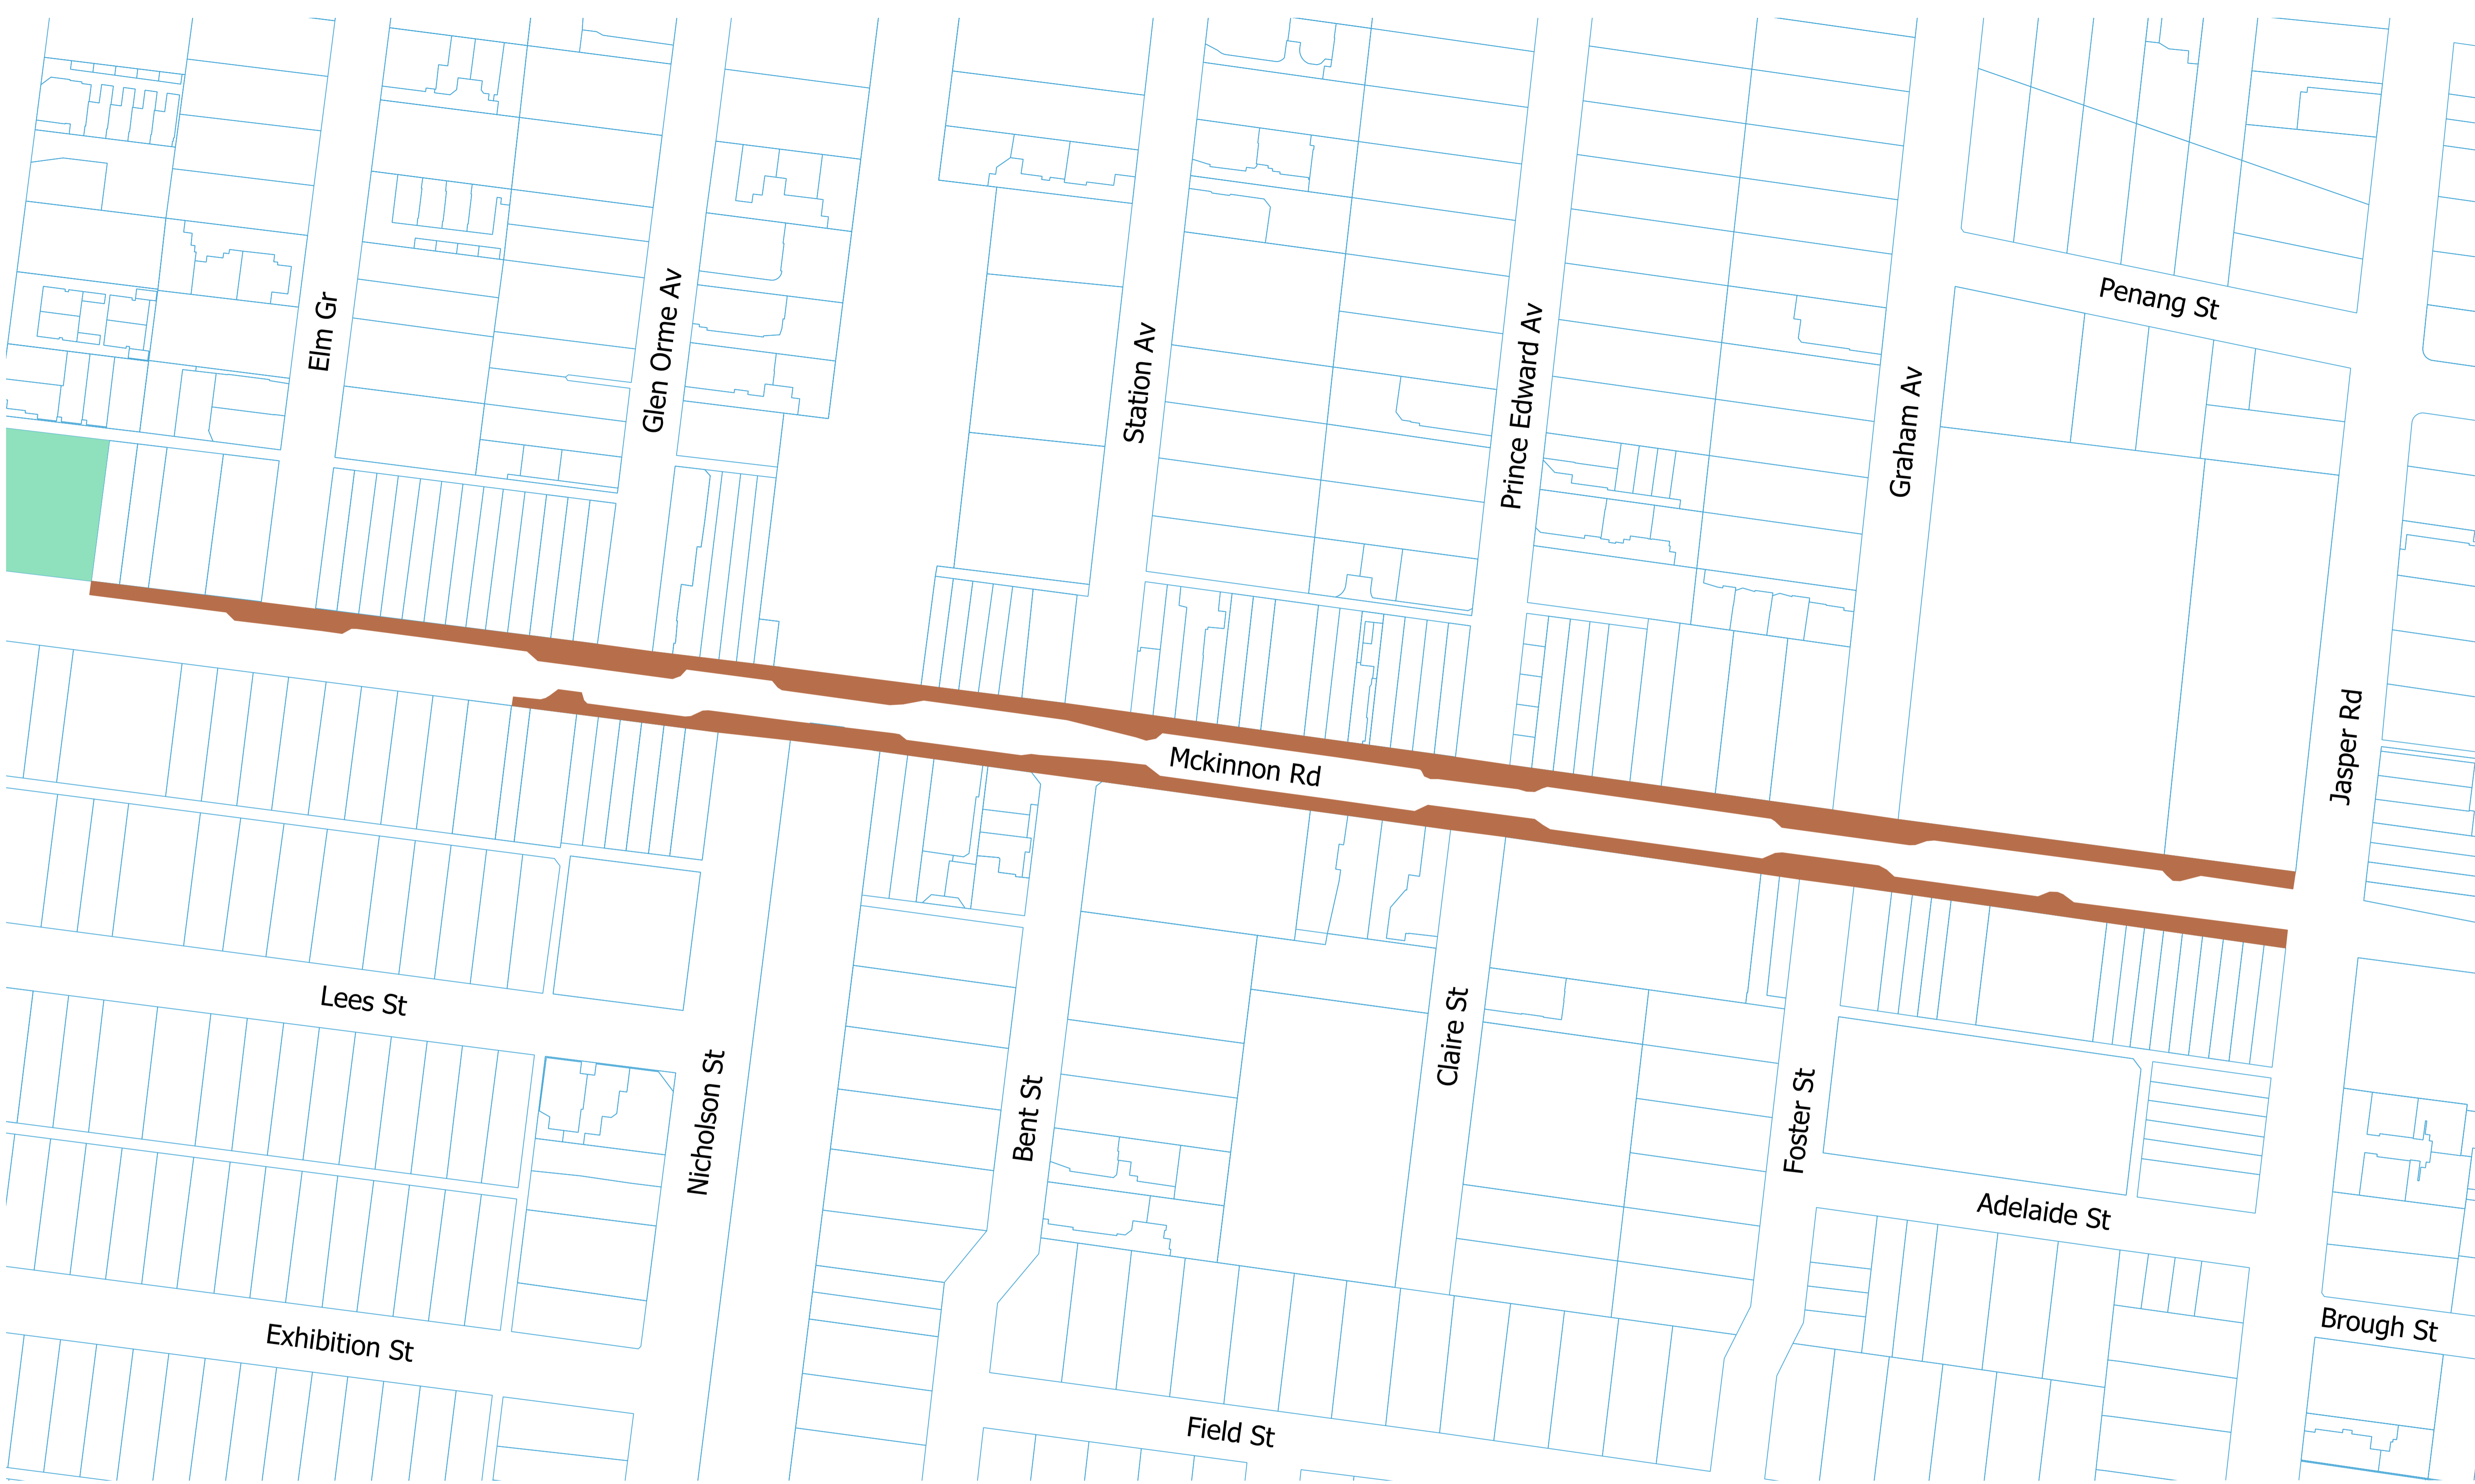 Penang St
Elm Gr
Glen Orme Av
Station Av
Prince Edward Av
Graham Av
Jasper Rd
Mckinnon Rd
Lees St
Nicholson St
Bent St
Claire St
Foster St
Adelaide St
Exhibition St
Brough St
Field St